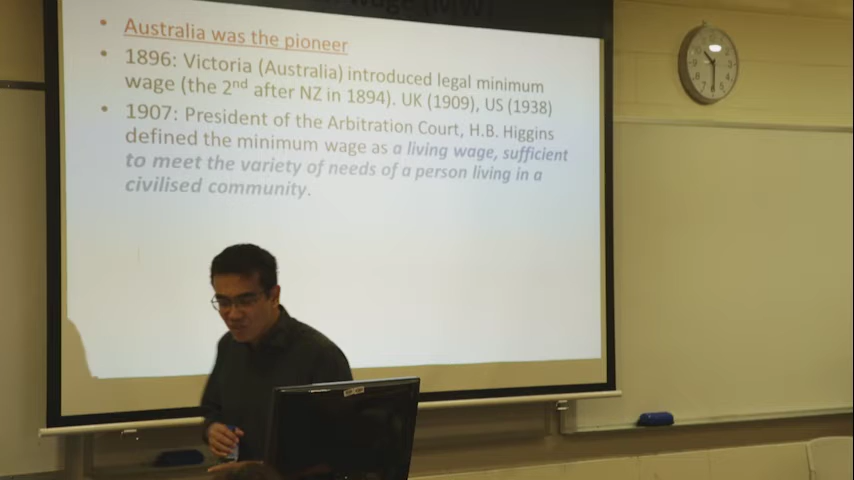 wage (MW)
• Australia was the pioneer
• 1896: Victoria (Australia) introduced legal minimum
wage (the 2nd after NZ in 1894). UK (1909), US (1938)
• 1907: President of the Arbitration Court, H.B. Higgins
defined the minimum wage as a living wage, sufficient
to meet the variety of needs of a person living in a
civilised community.